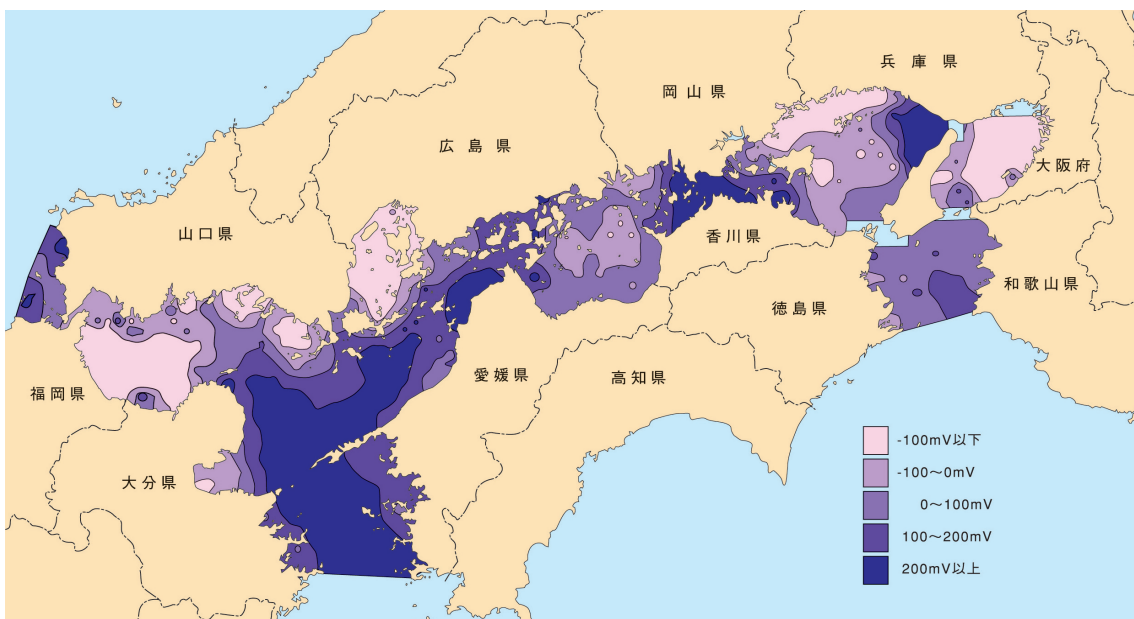 兵庫県
岡山県
広島県
大阪府
山口県
香川県
和歌山県
徳島県
愛媛県
高知県
福岡県
大分県
-100mV以下
-100～0mV
0～100mV
100～200mV
200mV以上